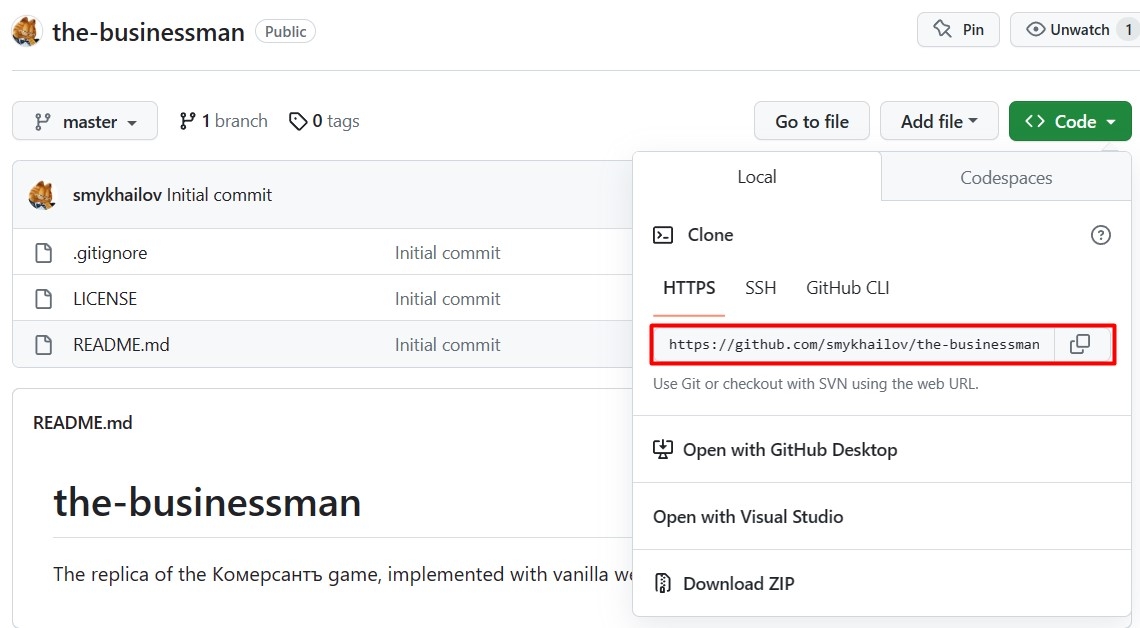 the-businessman Public Pin Unwatch 1
master 1 branch 0 tags Go to file Add file Code
Local Codespaces
smykhailov Initial commit
Clone
.gitignore Initial commit
HTTPS SSH GitHub CLI
LICENSE Initial commit
README.md Initial commit
https://github.com/smykhailov/the-businessman
Use Git or checkout with SVN using the web URL.
README.md
Open with GitHub Desktop
the-businessman
Open with Visual Studio
The replica of the Комерсантъ game, implemented with vanilla
Download ZIP